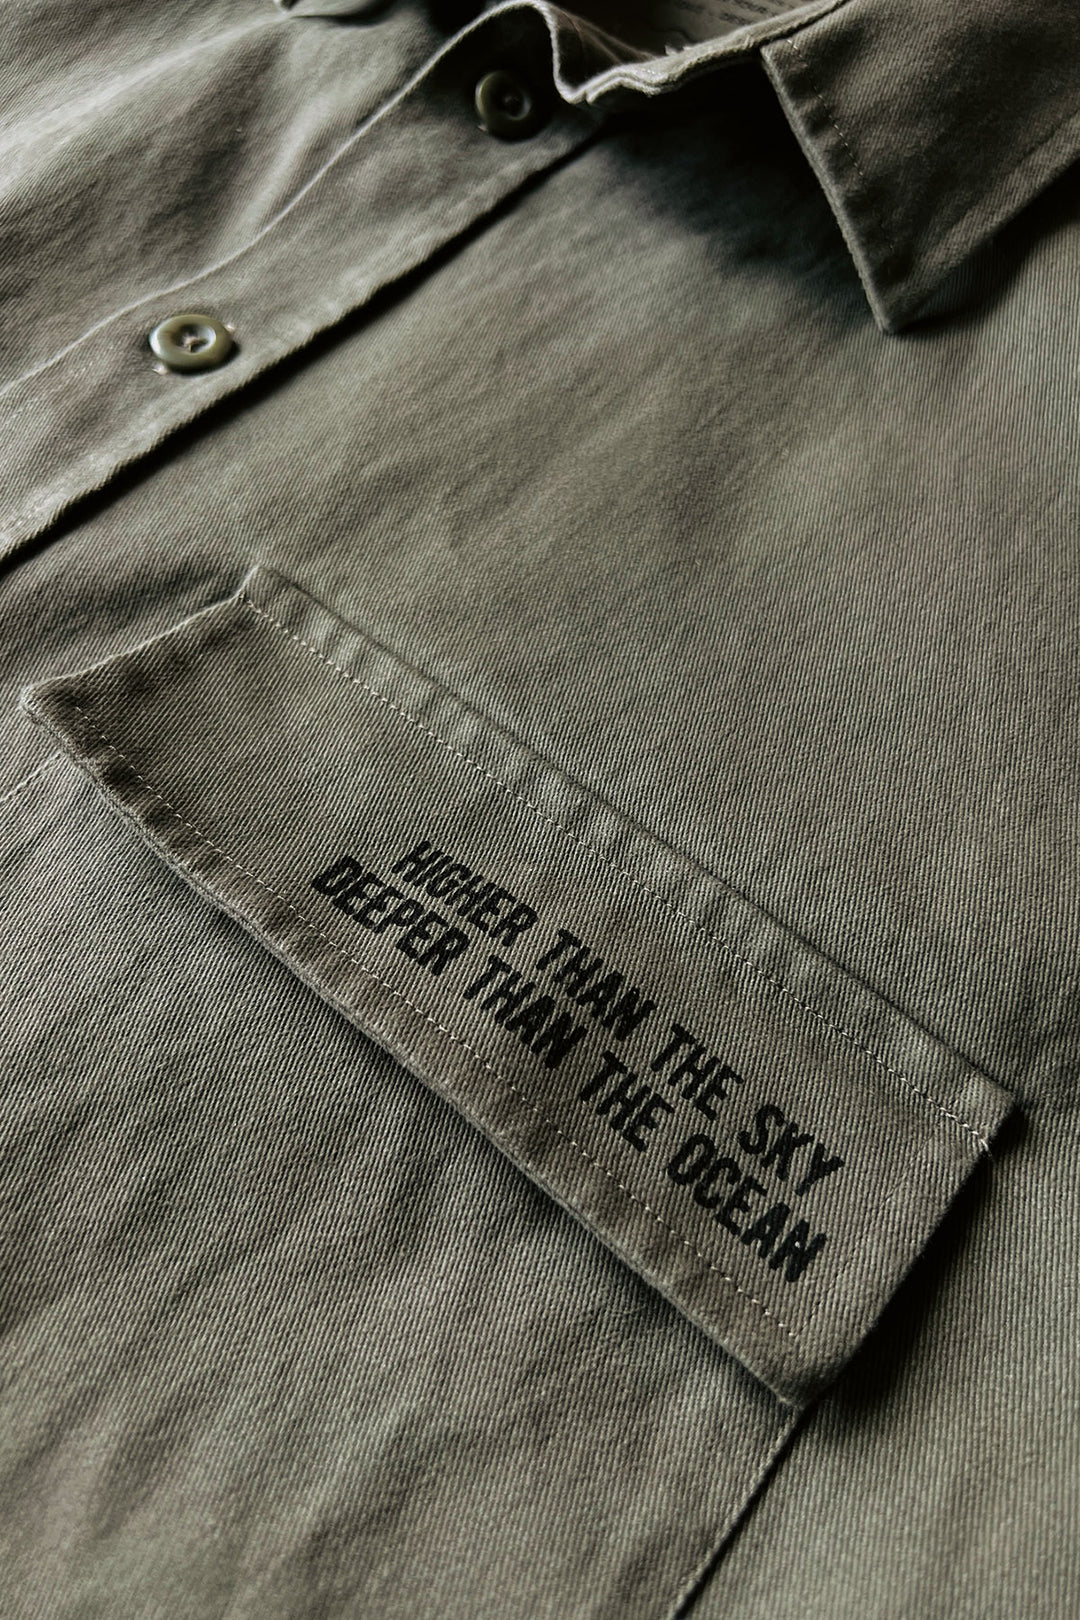 HIGHER THAN THE SKY
DEEPER THAN THE OCEAN